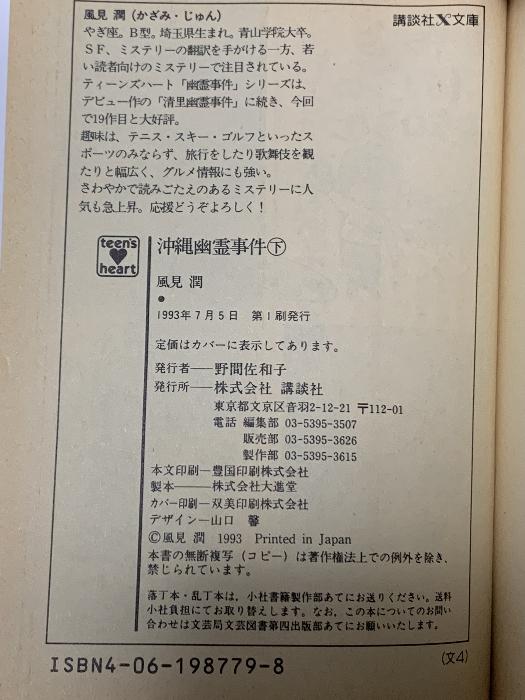 風見 潤（かざみ・じゅん）
講談社X文庫
やぎ座。B型。埼玉県生まれ。青山学院大卒。
ＳＦ、ミステリーの翻訳を手がける一方、若
い読者向けのミステリーで注目されている。
ティーンズハート「幽霊事件」シリーズは、
デビュー作の「清里幽霊事件」に続き、今回
で19作目と大好評。
趣味は、テニス・スキー・ゴルフといったス
ポーツのみならず、旅行をしたり歌舞伎を観
たりと幅広く、グルメ情報にも強い。
さわやかで読みごたえのあるミステリーに人
気も急上昇。応援どうぞよろしく！
teen's
heart
沖縄幽霊事件㊦
風見 潤
●
1993年7月5日 第1刷発行
定価はカバーに表示してあります。
発行者──野間佐和子
発行所──株式会社 講談社
東京都文京区音羽2-12-21 〒112-01
電話 編集部 03-5395-3507
販売部 03-5395-3626
製作部 03-5395-3615
本文印刷─豊国印刷株式会社
製本───株式会社大進堂
カバー印刷─双美印刷株式会社
デザイン─山口 馨
©風見 潤 1993 Printed in Japan
本書の無断複写（コピー）は著作権法上での例外を除き、
禁じられています。
落丁本・乱丁本は、小社書籍製作部あてにお送りください。送料
小社負担にてお取り替えします。なお、この本についてのお問い
合わせは文芸局文芸図書第四出版部あてにお願いいたします。
ISBN4-06-198779-8
（文4）